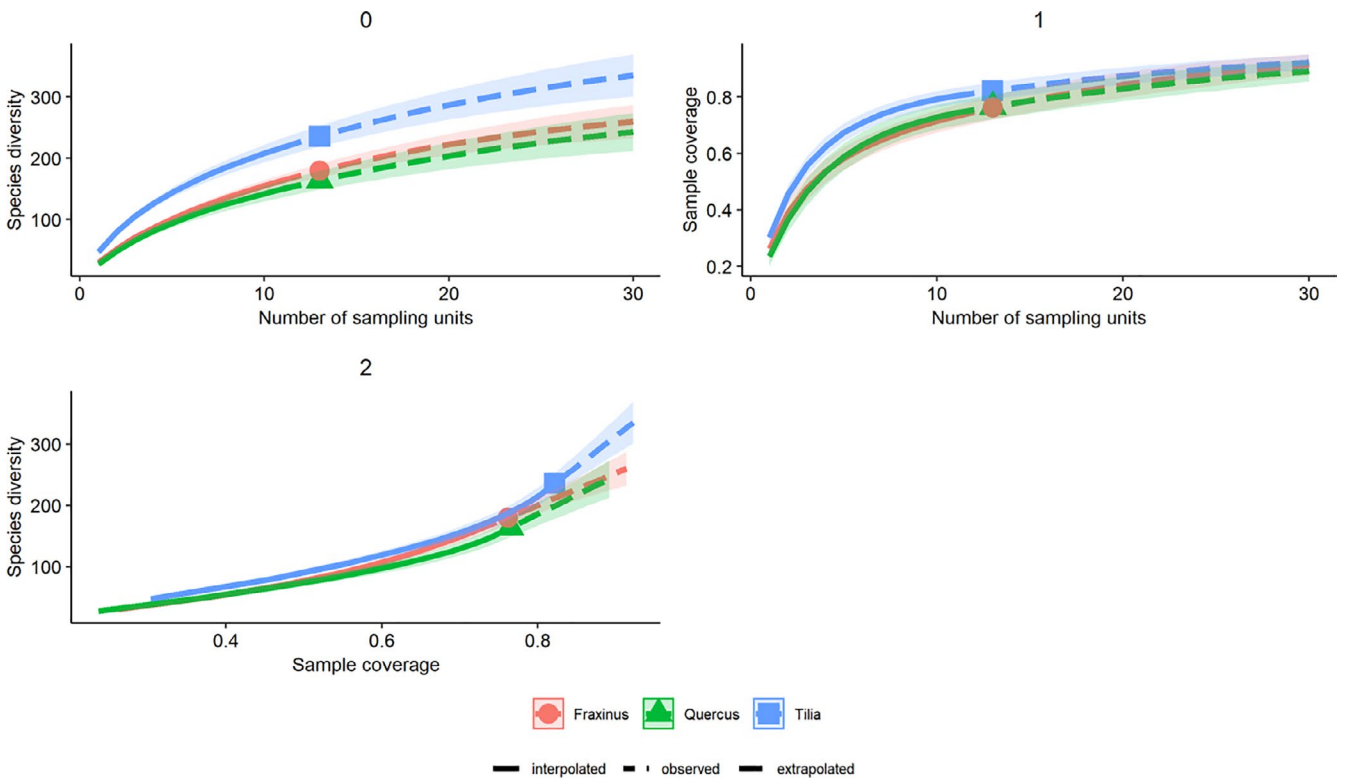 0
Species diversity
300
200
100
0 10 20 30
Number of sampling units
1
Sample coverage
0.8
0.6
0.4
0.2
0 10 20 30
Number of sampling units
2
Species diversity
300
200
100
0.4 0.6 0.8
Sample coverage
Fraxinus Quercus Tilia
interpolated observed extrapolated